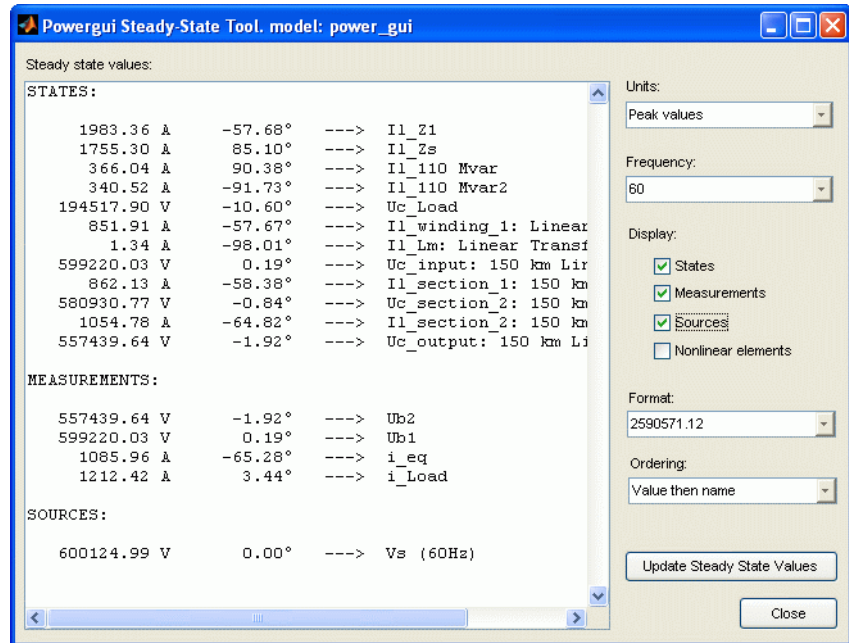 Powergui Steady-State Tool. model: power_gui
Steady state values:
STATES:
1983.36 A -57.68° ---> Il_Z1
1755.30 A 85.10° ---> Il_Zs
366.04 A 90.38° ---> Il_110 Mvar
340.52 A -91.73° ---> Il_110 Mvar2
194517.90 V -10.60° ---> Uc_Load
851.91 A -57.67° ---> Il_winding_1: Linear
1.34 A -98.01° ---> Il_Lm: Linear Transf
599220.03 V 0.19° ---> Uc_input: 150 km Lin
862.13 A -58.38° ---> Il_section_1: 150 km
580930.77 V -0.84° ---> Uc_section_2: 150 km
1054.78 A -64.82° ---> Il_section_2: 150 km
557439.64 V -1.92° ---> Uc_output: 150 km Li
MEASUREMENTS:
557439.64 V -1.92° ---> Ub2
599220.03 V 0.19° ---> Ub1
1085.96 A -65.28° ---> i_eq
1212.42 A 3.44° ---> i_Load
SOURCES:
600124.99 V 0.00° ---> Vs (60Hz)
Units:
Peak values
Frequency:
60
Display:
States
Measurements
Sources
Nonlinear elements
Format:
2590571.12
Ordering:
Value then name
Update Steady State Values
Close